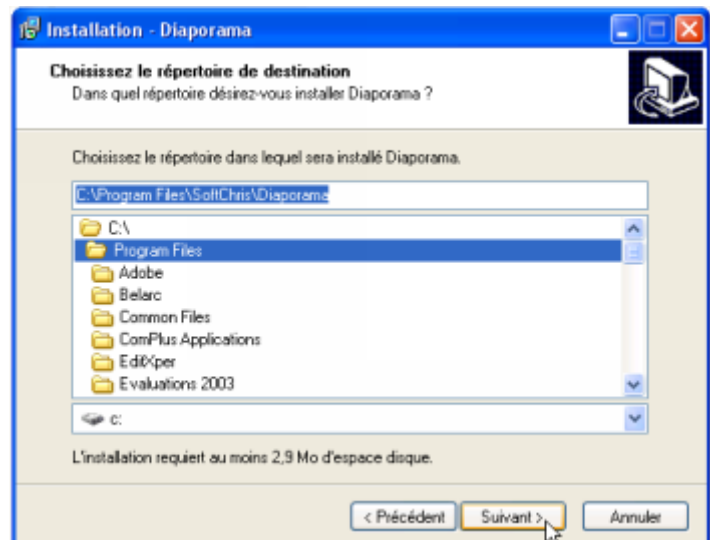 Installation - Diaporama
Choisissez le répertoire de destination
Dans quel répertoire désirez-vous installer Diaporama ?
Choisissez le répertoire dans lequel sera installé Diaporama.
C:\Program Files\SoftChris\Diaporama
C:\
Program Files
Adobe
Belarc
Common Files
ComPlus Applications
EditXper
Evaluations 2003
c:
L'installation requiert au moins 2,9 Mo d'espace disque.
< Précédent Suivant > Annuler